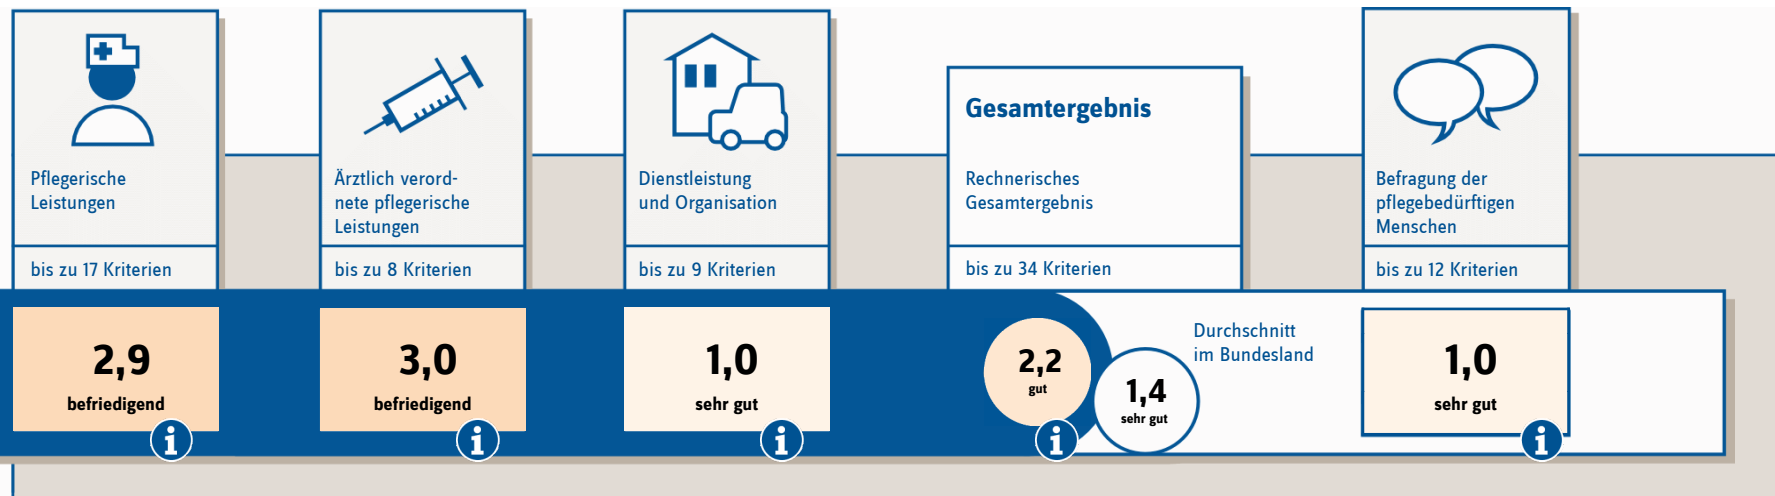 Pflegerische
Leistungen
bis zu 17 Kriterien
2,9
befriedigend
i
Ärztlich verord-
nete pflegerische
Leistungen
bis zu 8 Kriterien
3,0
befriedigend
i
Dienstleistung
und Organisation
bis zu 9 Kriterien
1,0
sehr gut
i
Gesamtergebnis
Rechnerisches
Gesamtergebnis
bis zu 34 Kriterien
2,2
gut
i
1,4
sehr gut
Durchschnitt
im Bundesland
Befragung der
pflegebedürftigen
Menschen
bis zu 12 Kriterien
1,0
sehr gut
i